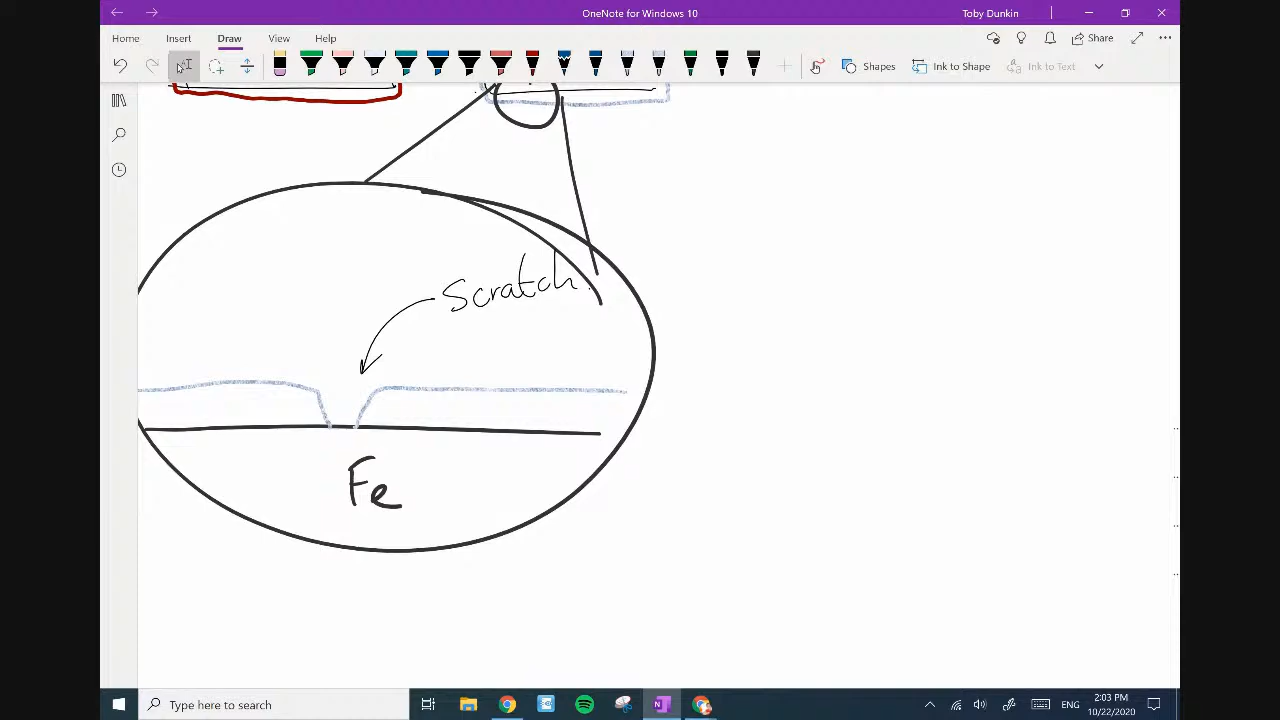 OneNote for Windows 10
Toby Dunkin
Home
Insert
Draw
View
Help
Share
Shapes
Ink to Shape
Ink to Text
Scratch
Fe
Type here to search
ENG
2:03 PM
10/22/2020